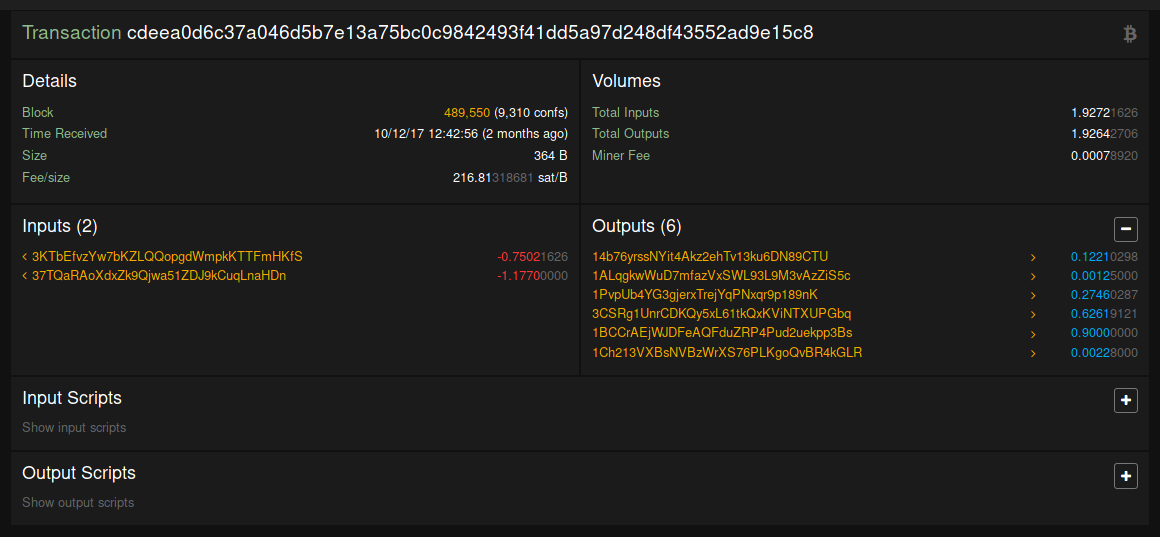 Transaction cdeea0d6c37a046d5b7e13a75bc0c9842493f41dd5a97d248df43552ad9e15c8
Details
Block 489,550 (9,310 confs)
Time Received 10/12/17 12:42:56 (2 months ago)
Size 364 B
Fee/size 216.81318681 sat/B
Volumes
Total Inputs 1.92721626
Total Outputs 1.92642706
Miner Fee 0.00078920
Inputs (2)
< 3KTbEfvzYw7bKZLQQopgdWmpkKTTFmHKfS -0.75021626
< 37TQaRAoXdxZk9Qjwa51ZDJ9kCuqLnaHDn -1.17700000
Outputs (6)
14b76yrssNYit4Akz2ehTv13ku6DN89CTU > 0.12210298
1ALqgkwWuD7mfazVxSWL93L9M3vAzZiS5c > 0.00125000
1PvpUb4YG3gjerxTrejYqPNxqr9p189nK > 0.27460287
3CSRg1UnrCDKQy5xL61tkQxKViNTXUPGbq > 0.62619121
1BCCrAEjWJDFeAQFduZRP4Pud2uekpp3Bs > 0.90000000
1Ch213VXBsNVBzWrXS76PLKgoQvBR4kGLR > 0.00228000
Input Scripts
Show input scripts
Output Scripts
Show output scripts